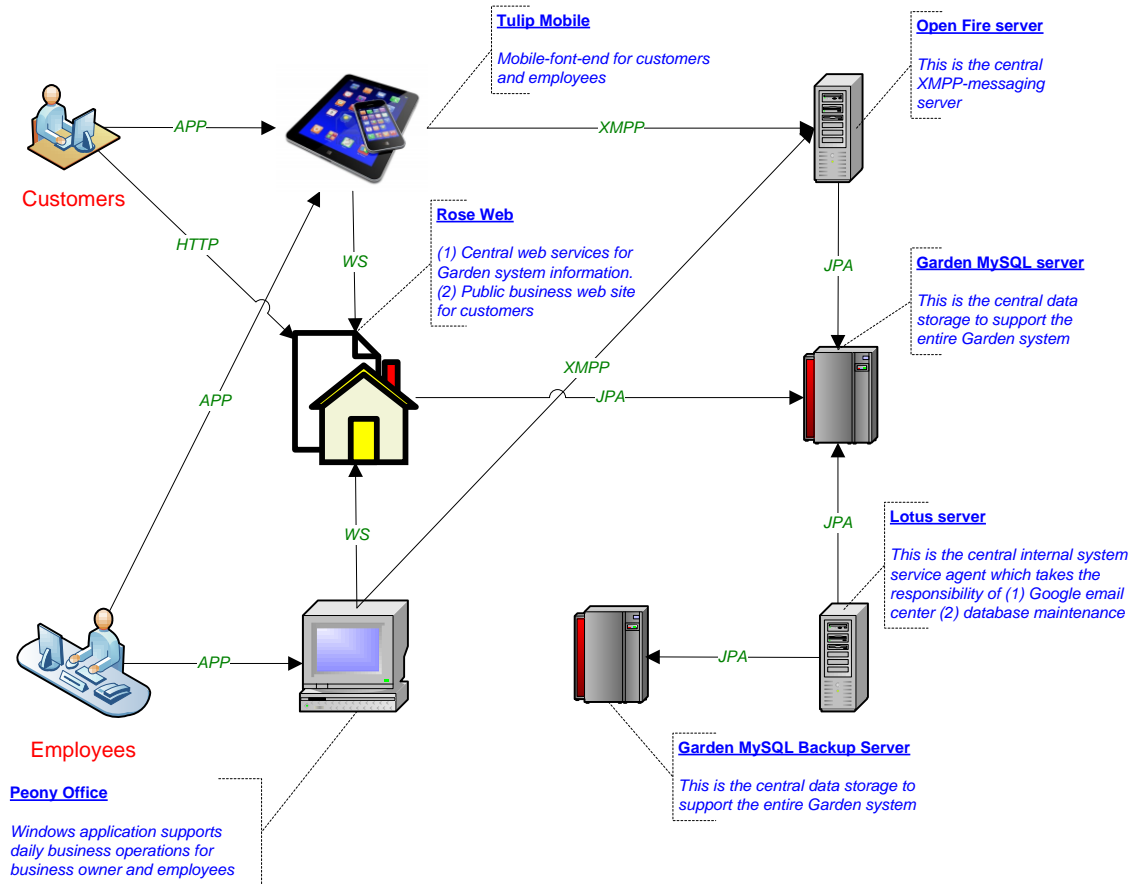 Tulip Mobile
Mobile-font-end for customers
and employees
Open Fire server
This is the central
XMPP-messaging
server
APP
XMPP
Customers
HTTP
WS
Rose Web
(1) Central web services for
Garden system information.
(2) Public business web site
for customers
JPA
Garden MySQL server
This is the central data
storage to support the
entire Garden system
XMPP
APP
JPA
WS
JPA
Lotus server
This is the central internal system
service agent which takes the
responsibility of (1) Google email
center (2) database maintenance
APP
JPA
Employees
Garden MySQL Backup Server
This is the central data storage to
support the entire Garden system
Peony Office
Windows application supports
daily business operations for
business owner and employees